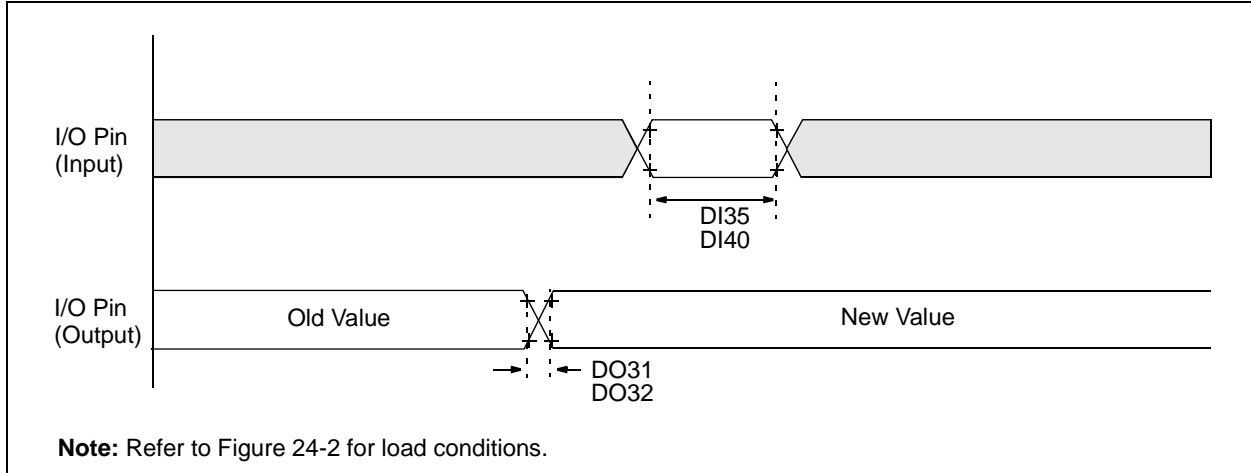 I/O Pin
(Input)
DI35
DI40
I/O Pin
(Output)
Old Value
New Value
DO31
DO32
Note: Refer to Figure 24-2 for load conditions.